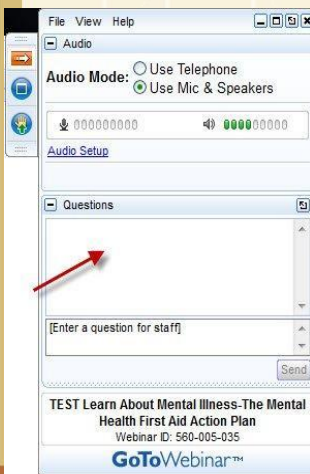 File View Help
Audio
Audio Mode:
Use Telephone
Use Mic & Speakers
Audio Setup
Questions
[Enter a question for staff]
Send
TEST Learn About Mental Illness-The Mental
Health First Aid Action Plan
Webinar ID: 560-005-035
GoToWebinar™